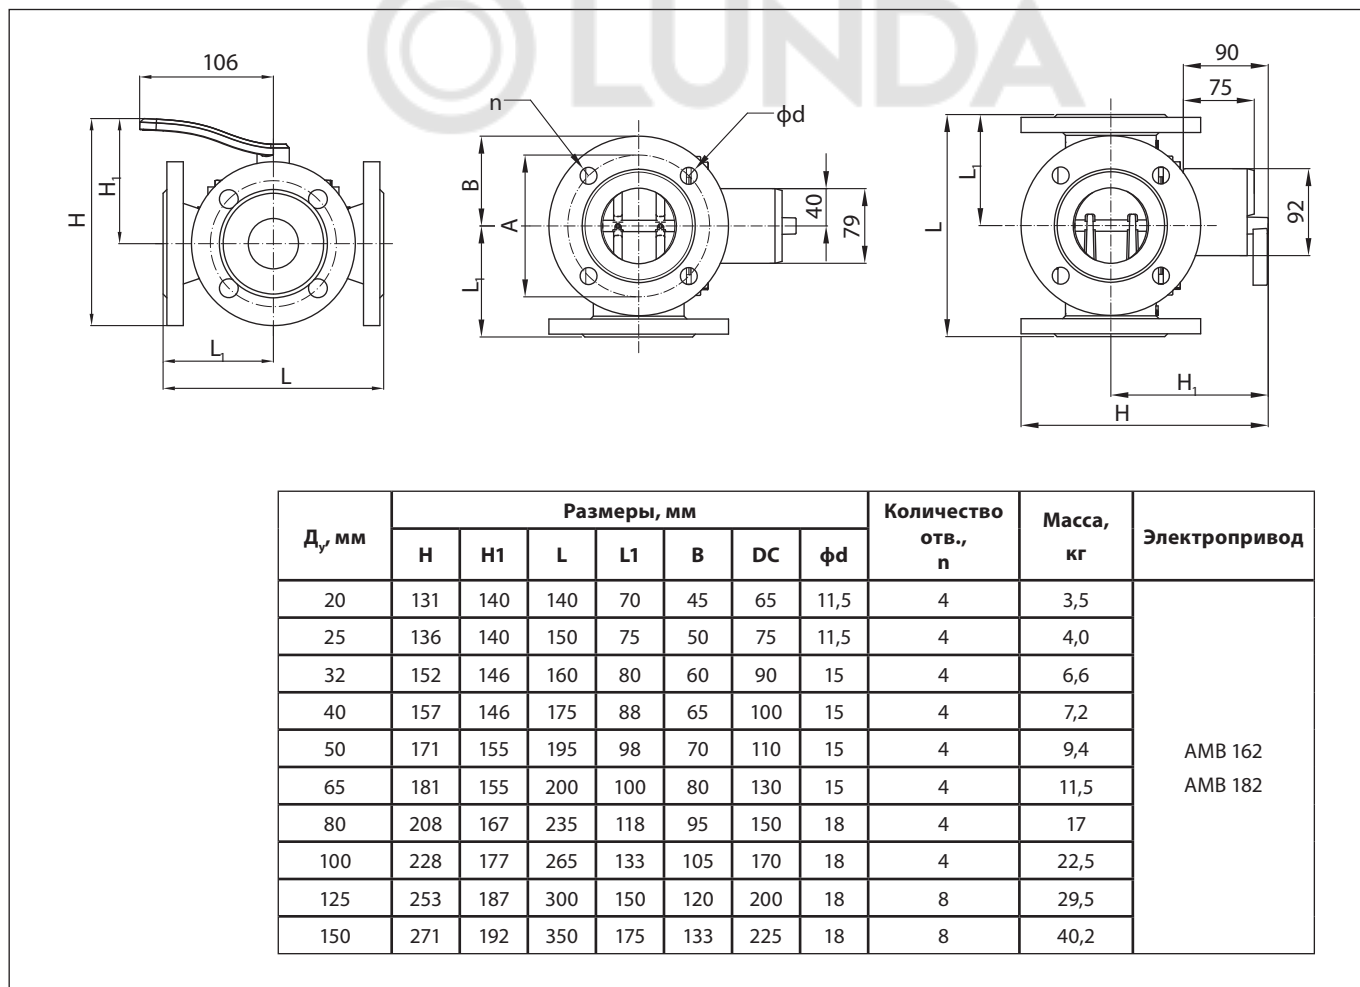 LUNDA
106
H
H1
L1
L
n
ϕd
B
A
L1
40
79
90
75
L
L1
92
H1
H
Ду, мм
Размеры, мм
Количество
отв.,
n
Масса,
кг
Электропривод
H H1 L L1 B DC ϕd
20 131 140 140 70 45 65 11,5 4 3,5
25 136 140 150 75 50 75 11,5 4 4,0
32 152 146 160 80 60 90 15 4 6,6
40 157 146 175 88 65 100 15 4 7,2
50 171 155 195 98 70 110 15 4 9,4
65 181 155 200 100 80 130 15 4 11,5
80 208 167 235 118 95 150 18 4 17
100 228 177 265 133 105 170 18 4 22,5
125 253 187 300 150 120 200 18 8 29,5
150 271 192 350 175 133 225 18 8 40,2
AMB 162
AMB 182